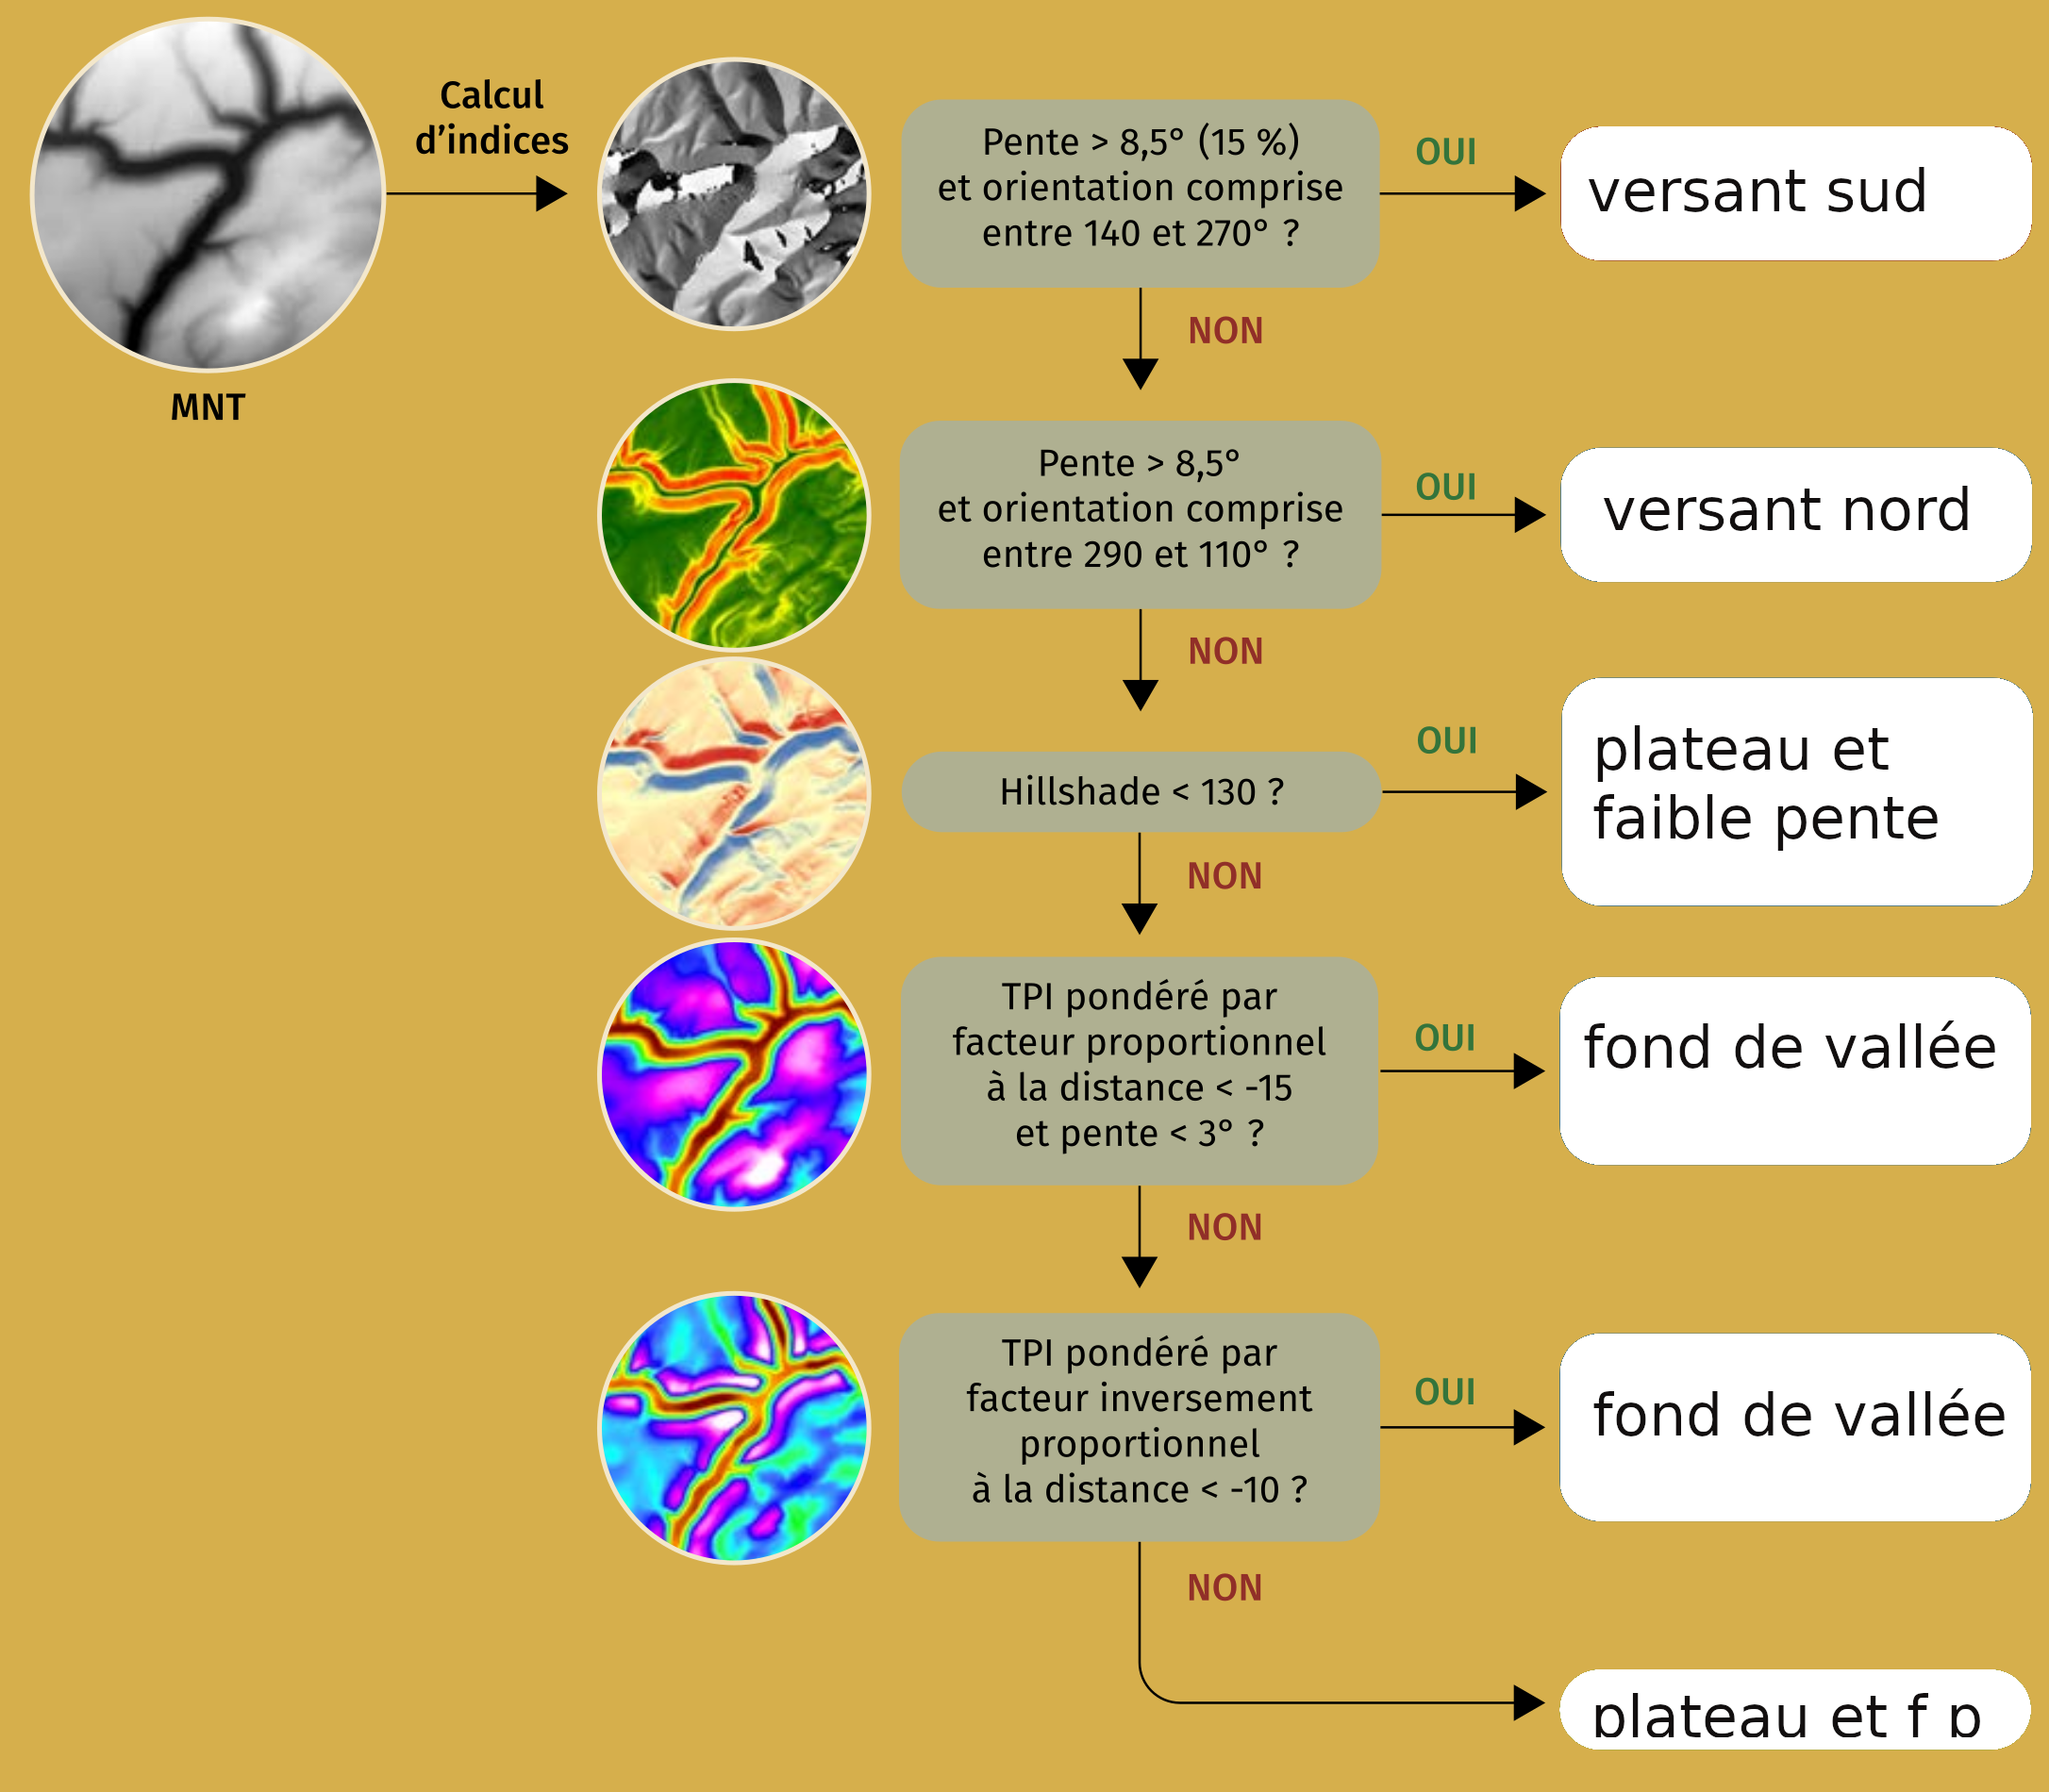 MNT
Calcul
d’indices
Pente > 8,5° (15 %)
et orientation comprise
entre 140 et 270° ?
OUI
versant sud
NON
Pente > 8,5°
et orientation comprise
entre 290 et 110° ?
OUI
versant nord
NON
Hillshade < 130 ?
OUI
plateau et
faible pente
NON
TPI pondéré par
facteur proportionnel
à la distance < -15
et pente < 3° ?
OUI
fond de vallée
NON
TPI pondéré par
facteur inversement
proportionnel
à la distance < -10 ?
OUI
fond de vallée
NON
plateau et f p